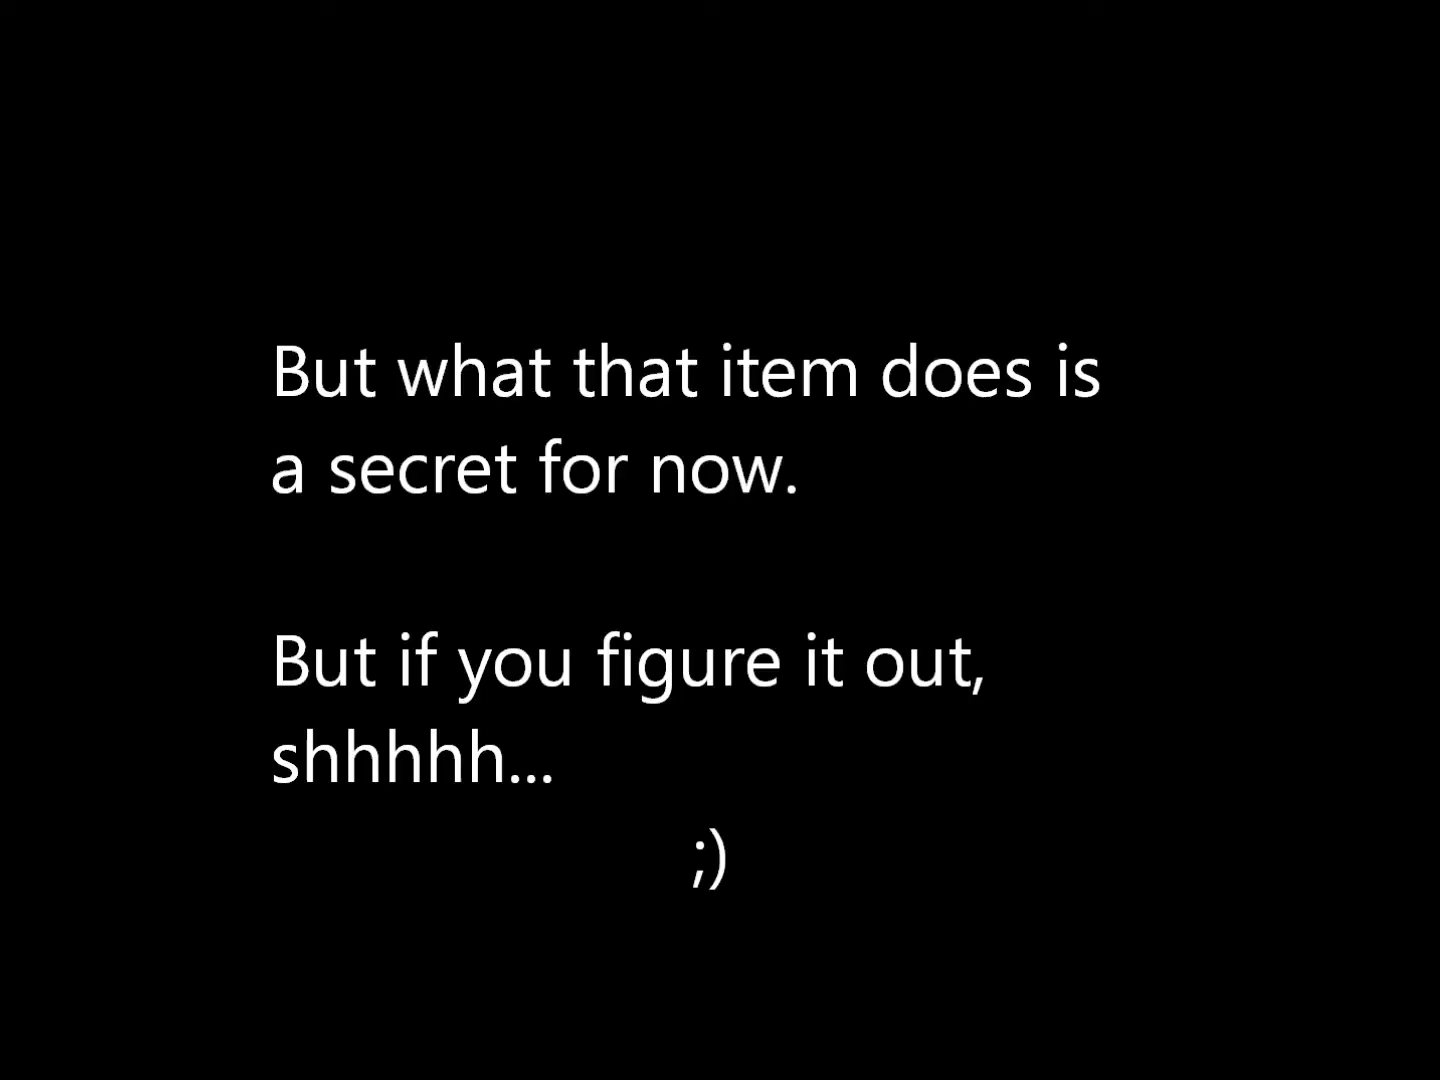 But what that item does is
a secret for now.
But if you figure it out,
shhhhh...
;)